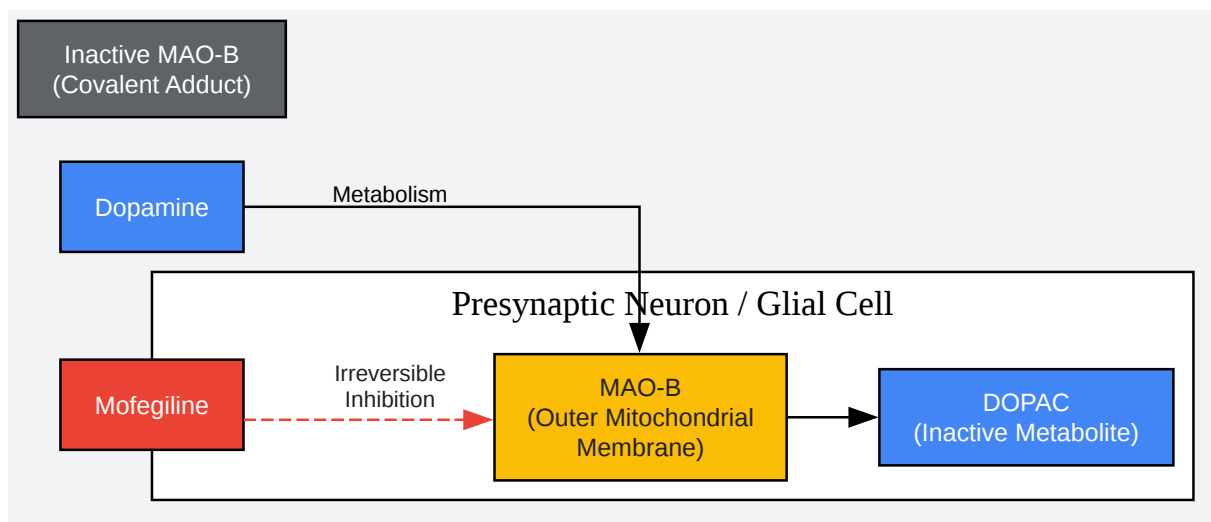 Inactive MAO-B
(Covalent Adduct)
Dopamine
Metabolism
Presynaptic Neuron / Glial Cell
Mofegiline
Irreversible
Inhibition
MAO-B
(Outer Mitochondrial
Membrane)
DOPAC
(Inactive Metabolite)